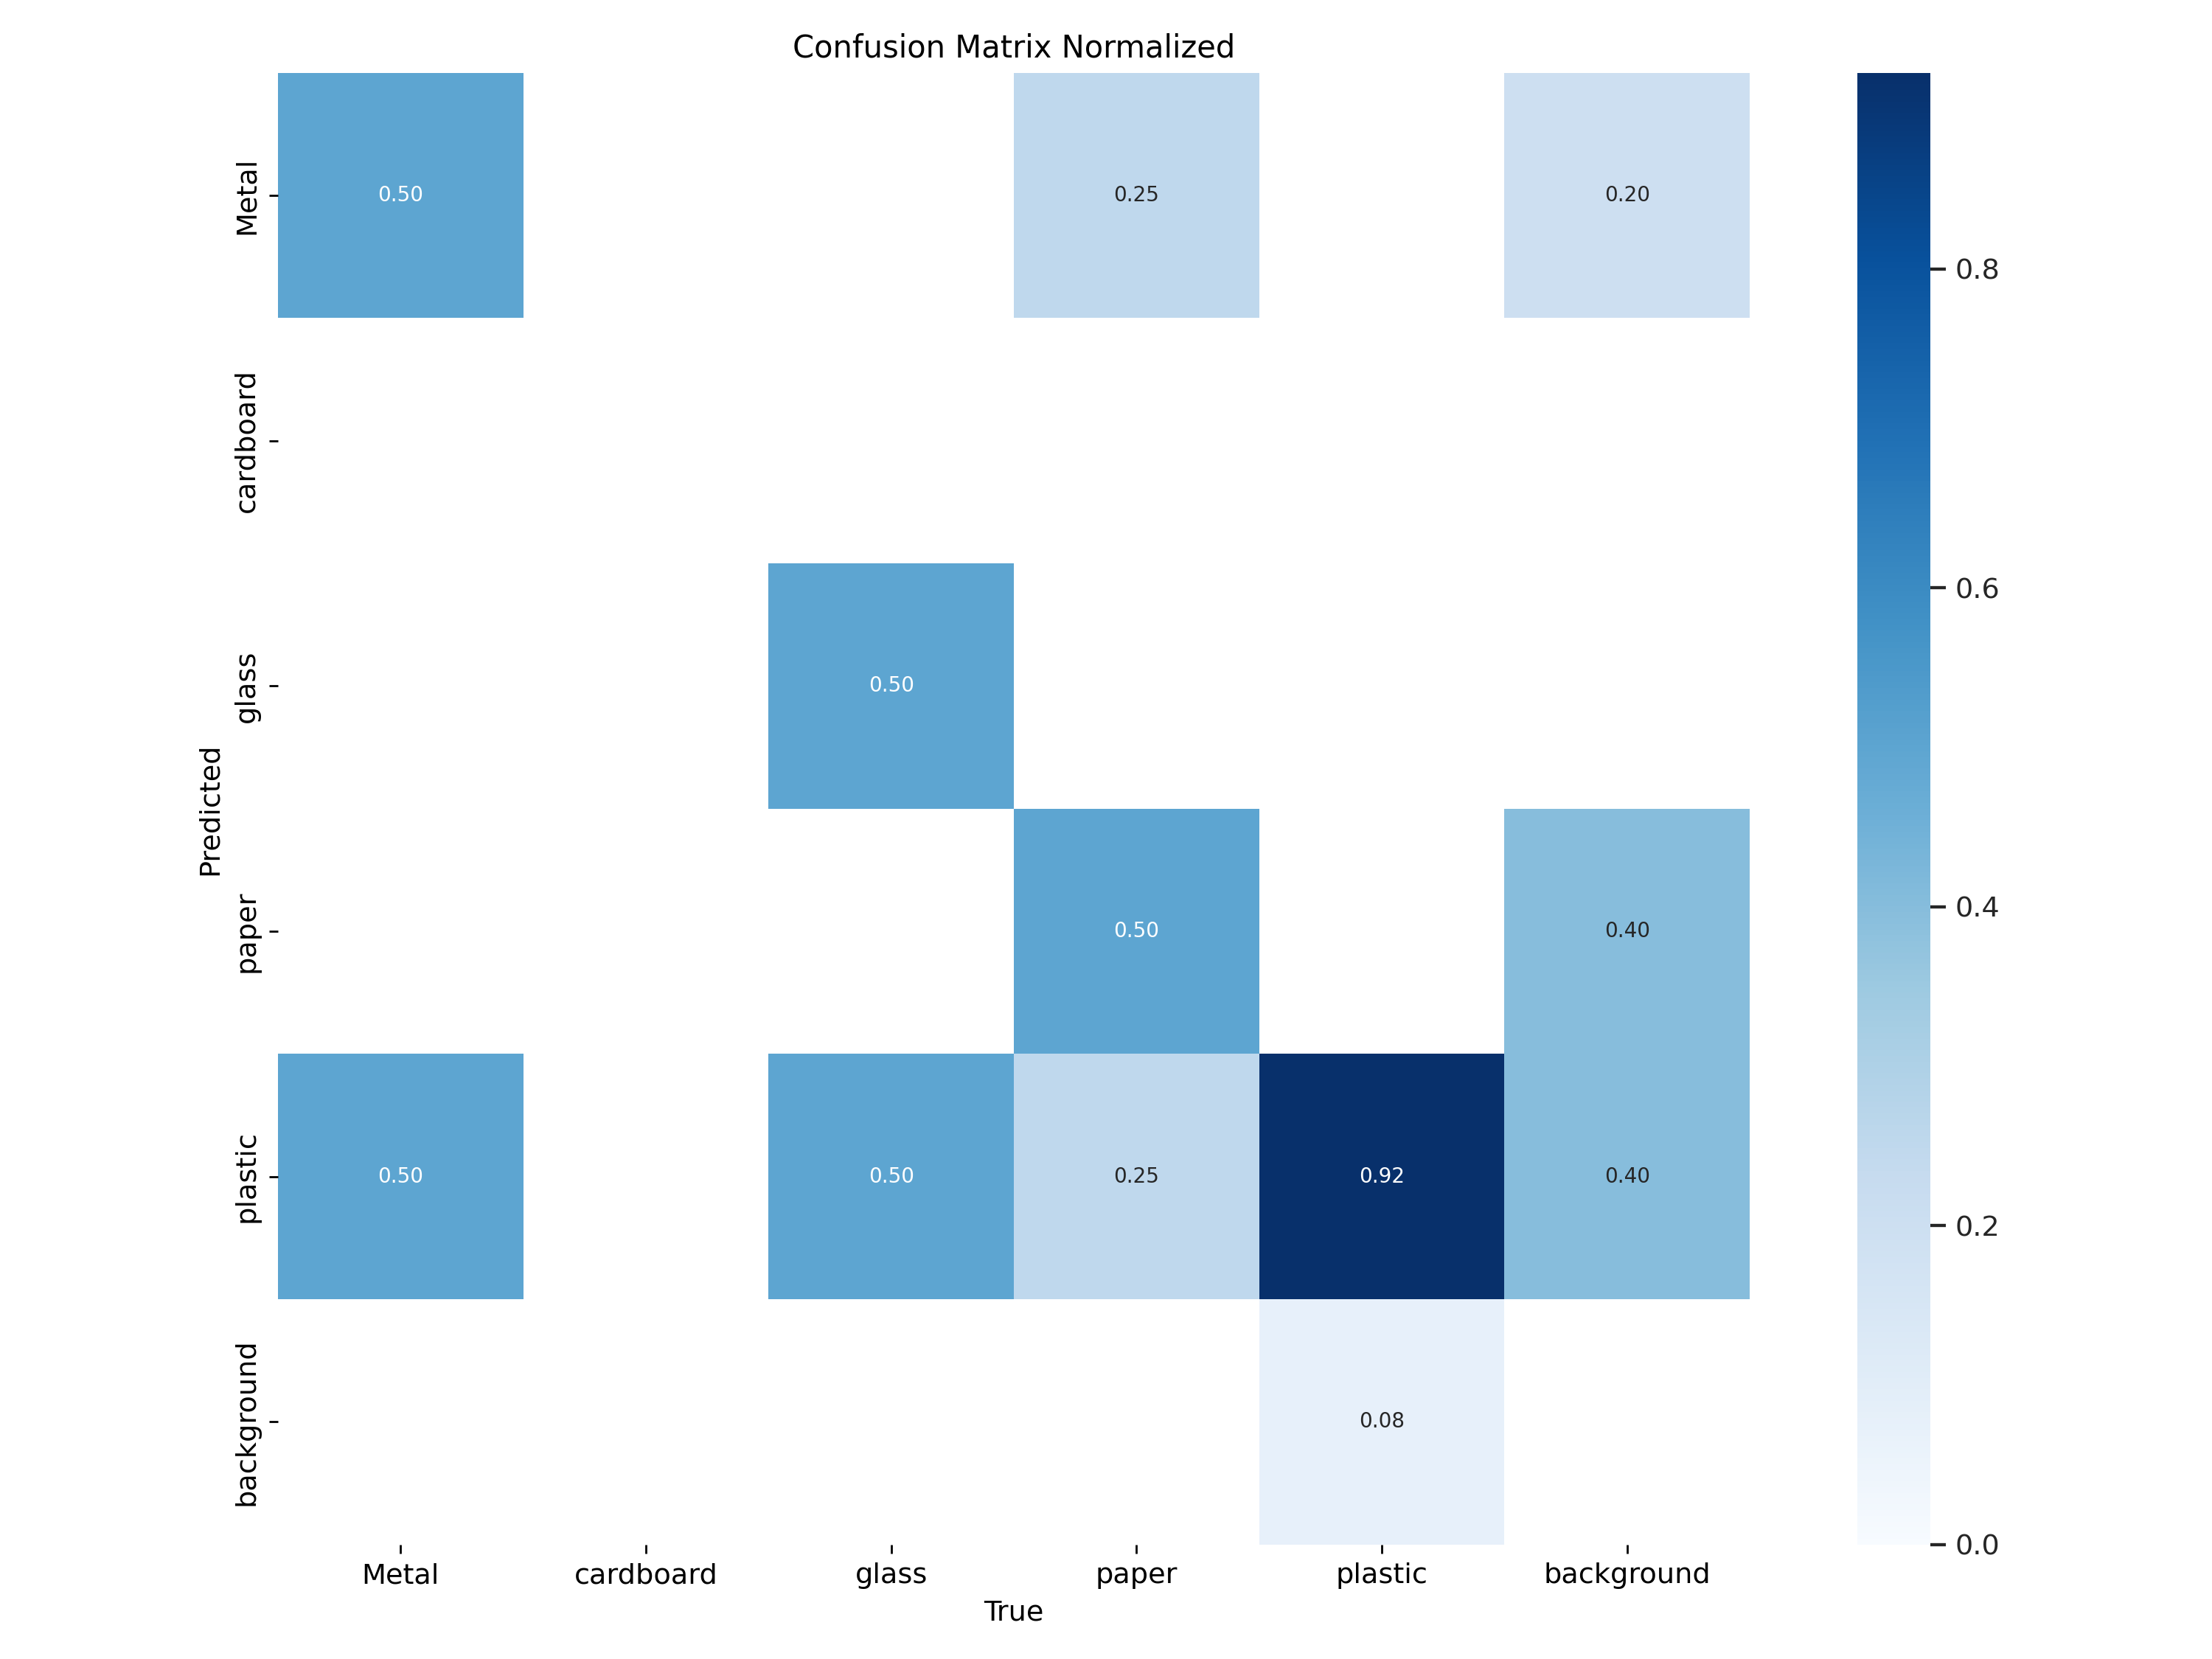 Confusion Matrix Normalized
Metal
0.50
0.25
0.20
0.8
cardboard
0.6
glass
0.50
Predicted
paper
0.50
0.40
0.4
plastic
0.50
0.50
0.25
0.92
0.40
0.2
background
0.08
0.0
Metal
cardboard
glass
paper
plastic
background
True